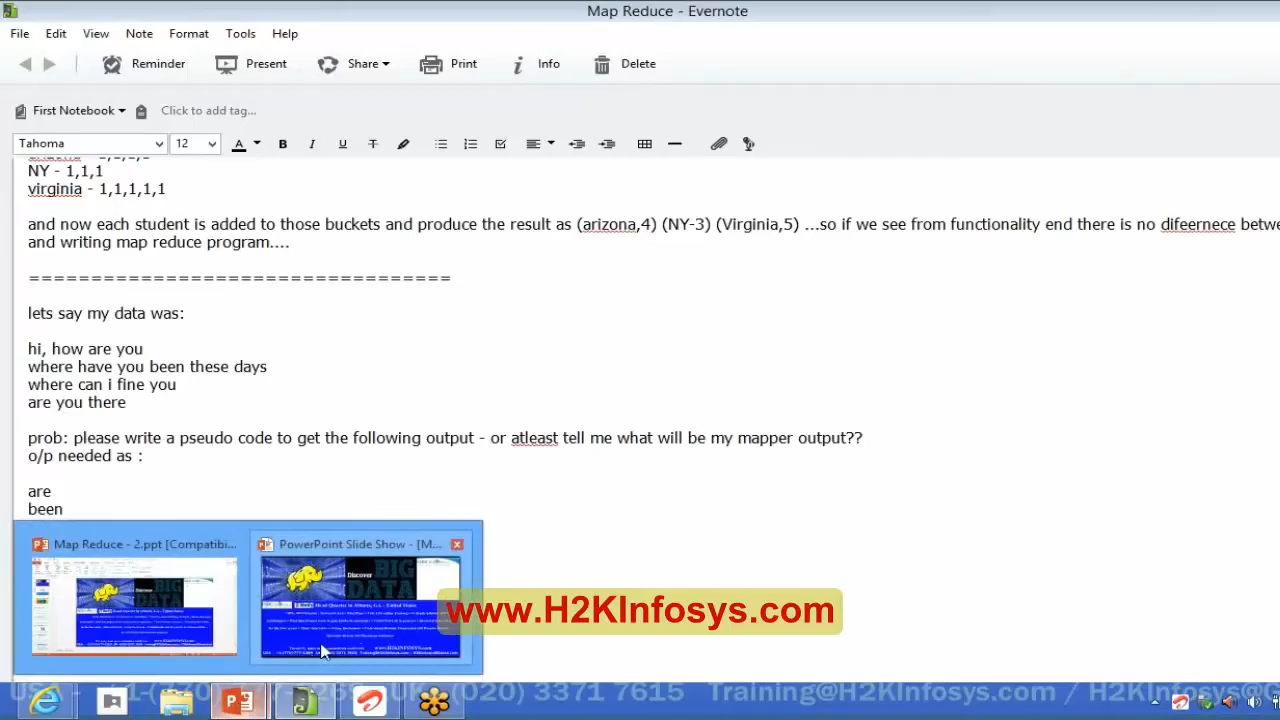 Map Reduce - Evernote
File Edit View Note Format Tools Help
Reminder Present Share Print Info Delete
First Notebook Click to add tag...
Tahoma 12 A B I U T
NY - 1,1,1
virginia - 1,1,1,1,1
and now each student is added to those buckets and produce the result as (arizona,4) (NY-3) (Virginia,5) ...so if we see from functionality end there is no difeernece betwe
and writing map reduce program....
==================================
lets say my data was:
hi, how are you
where have you been these days
where can i fine you
are you there
prob: please write a pseudo code to get the following output - or atleast tell me what will be my mapper output??
o/p needed as :
are
been
Map Reduce - 2.ppt [Compatibi... PowerPoint Slide Show - [M...
Discover
BIG
DATA
www.H2KInfosys.com
(020) 3371 7615 Training@H2KInfosys.com / H2KInfosys@